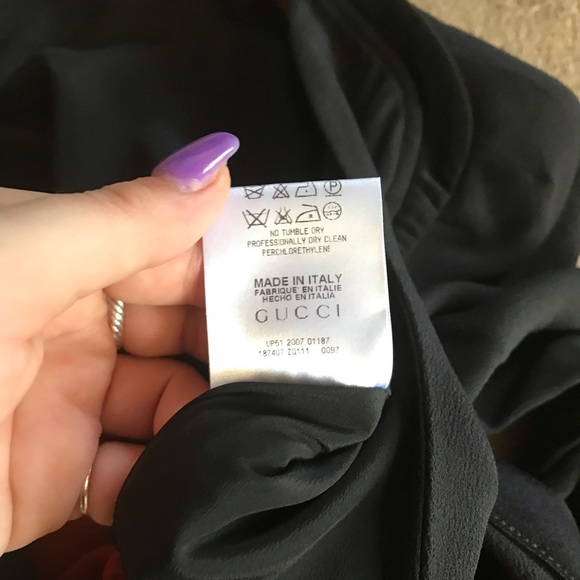 NO TUMBLE DRY
PROFESSIONALLY DRY CLEAN
PERCHLORETHYLENE
MADE IN ITALY
FABRIQUÉ EN ITALIE
HECHO EN ITALIA
GUCCI
UP51 2007 01187
187407 Z0111 0097